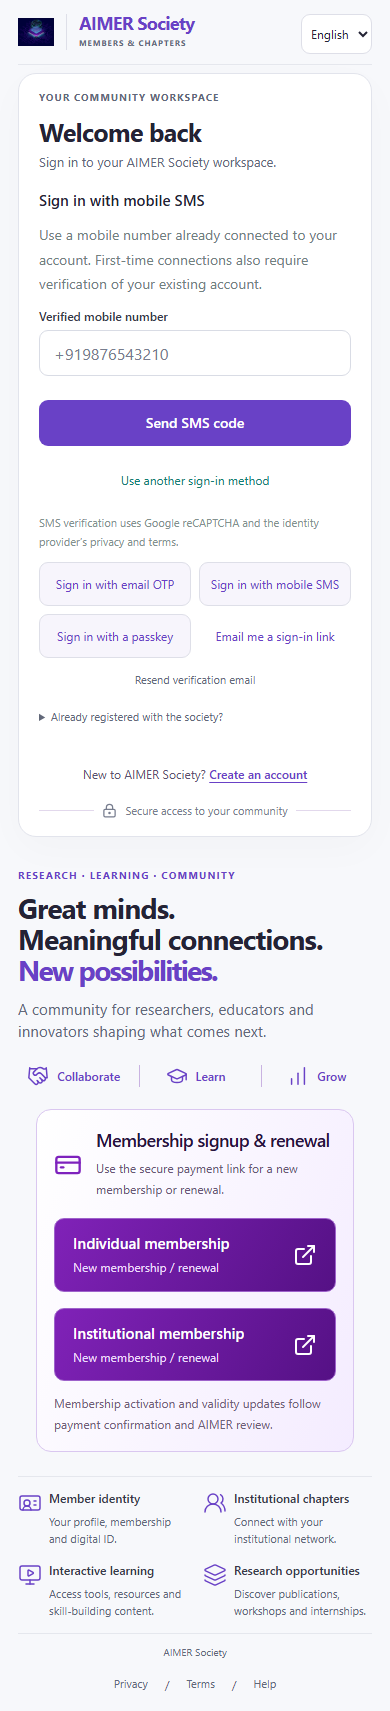 AIMER Society
MEMBERS & CHAPTERS
English
YOUR COMMUNITY WORKSPACE
Welcome back
Sign in to your AIMER Society workspace.
Sign in with mobile SMS
Use a mobile number already connected to your
account. First-time connections also require
verification of your existing account.
Verified mobile number
+919876543210
Send SMS code
Use another sign-in method
SMS verification uses Google reCAPTCHA and the identity
provider's privacy and terms.
Sign in with email OTP
Sign in with mobile SMS
Sign in with a passkey
Email me a sign-in link
Resend verification email
Already registered with the society?
New to AIMER Society? Create an account
Secure access to your community
RESEARCH • LEARNING • COMMUNITY
Great minds.
Meaningful connections.
New possibilities.
A community for researchers, educators and
innovators shaping what comes next.
Collaborate
Learn
Grow
Membership signup & renewal
Use the secure payment link for a new
membership or renewal.
Individual membership
New membership / renewal
Institutional membership
New membership / renewal
Membership activation and validity updates follow
payment confirmation and AIMER review.
Member identity
Your profile, membership
and digital ID.
Institutional chapters
Connect with your
institutional network.
Interactive learning
Access tools, resources and
skill-building content.
Research opportunities
Discover publications,
workshops and internships.
AIMER Society
Privacy / Terms / Help